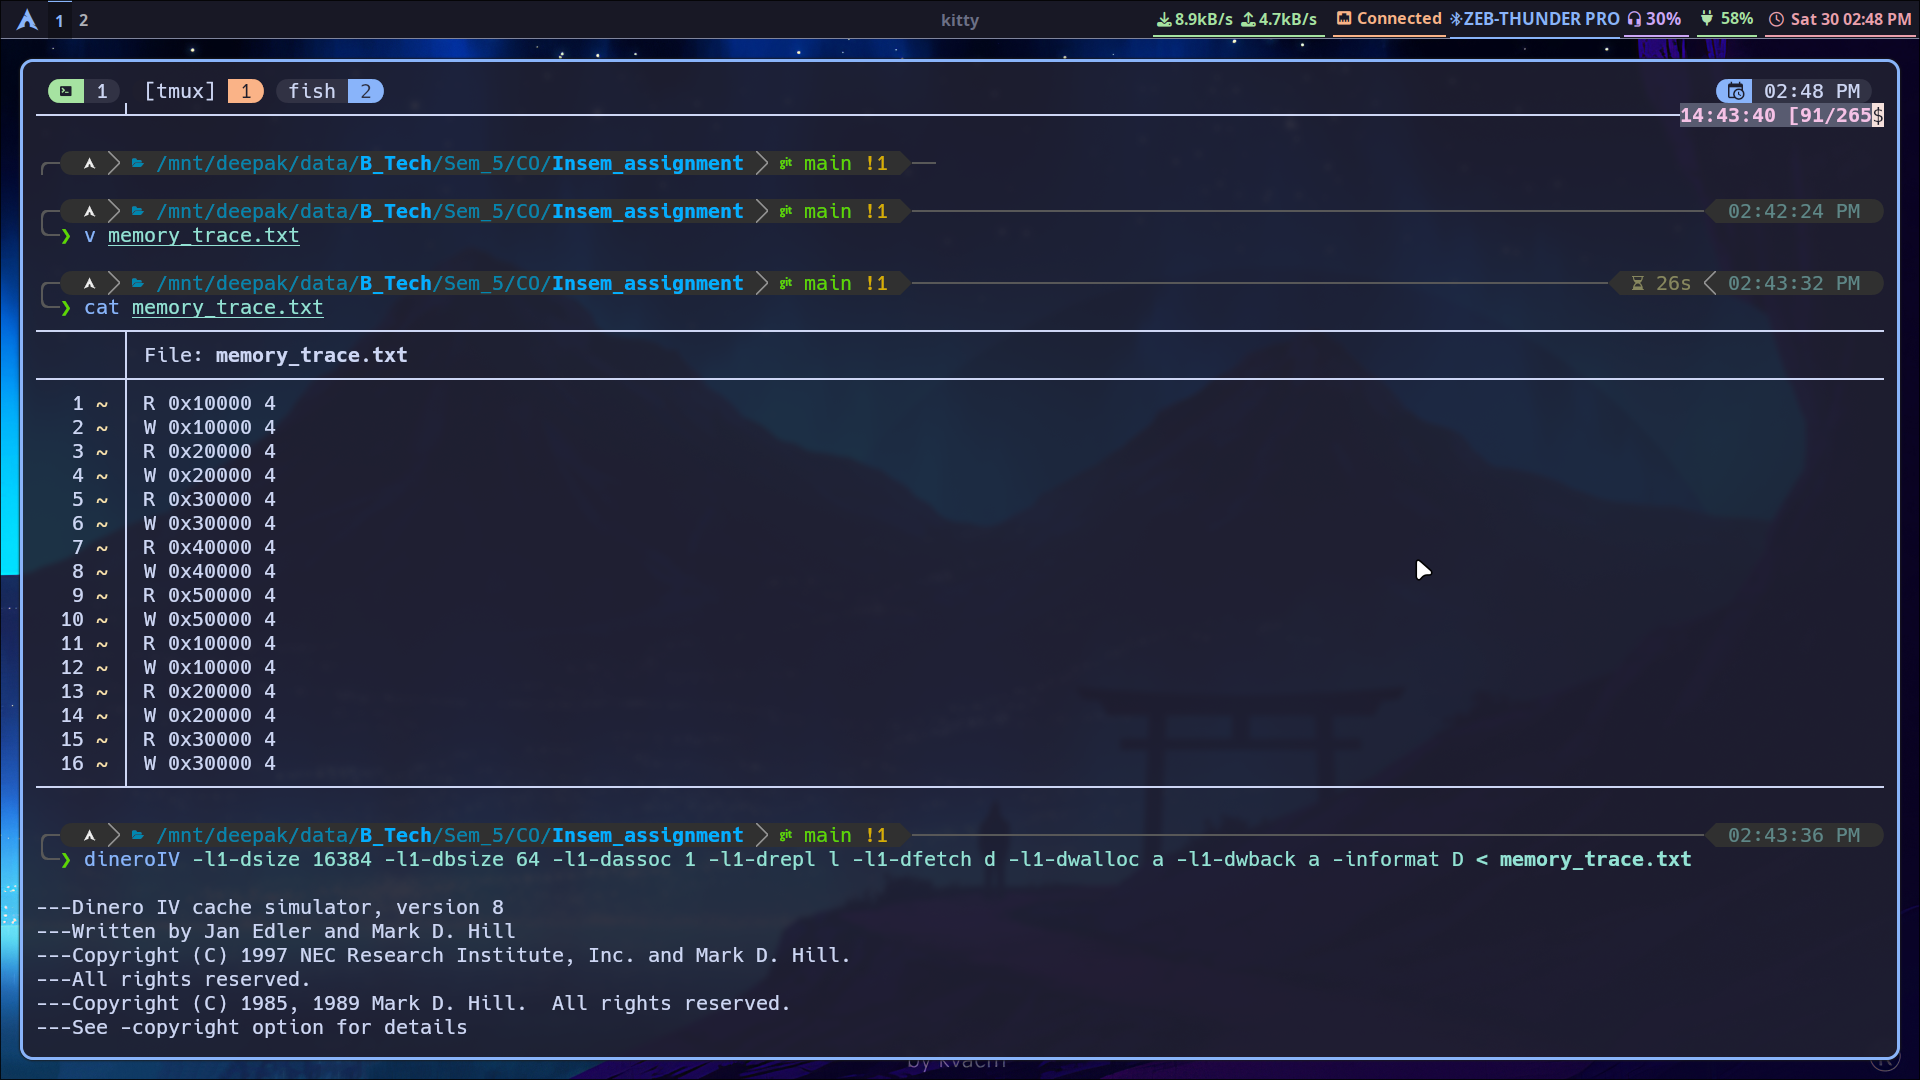 1 2 kitty 8.9kB/s 4.7kB/s Connected ZEB-THUNDER PRO 30% 58% Sat 30 02:48 PM
1 [tmux] 1 fish 2 02:48 PM
14:43:40 [91/265$
/mnt/deepak/data/B_Tech/Sem_5/CO/Insem_assignment git main !1
/mnt/deepak/data/B_Tech/Sem_5/CO/Insem_assignment git main !1 02:42:24 PM
❯ v memory_trace.txt
/mnt/deepak/data/B_Tech/Sem_5/CO/Insem_assignment git main !1 26s 02:43:32 PM
❯ cat memory_trace.txt
File: memory_trace.txt
1 ~ R 0x10000 4
2 ~ W 0x10000 4
3 ~ R 0x20000 4
4 ~ W 0x20000 4
5 ~ R 0x30000 4
6 ~ W 0x30000 4
7 ~ R 0x40000 4
8 ~ W 0x40000 4
9 ~ R 0x50000 4
10 ~ W 0x50000 4
11 ~ R 0x10000 4
12 ~ W 0x10000 4
13 ~ R 0x20000 4
14 ~ W 0x20000 4
15 ~ R 0x30000 4
16 ~ W 0x30000 4
/mnt/deepak/data/B_Tech/Sem_5/CO/Insem_assignment git main !1 02:43:36 PM
❯ dineroIV -l1-dsize 16384 -l1-dbsize 64 -l1-dassoc 1 -l1-drepl l -l1-dfetch d -l1-dwalloc a -l1-dwback a -informat D < memory_trace.txt
---Dinero IV cache simulator, version 8
---Written by Jan Edler and Mark D. Hill
---Copyright (C) 1997 NEC Research Institute, Inc. and Mark D. Hill.
---All rights reserved.
---Copyright (C) 1985, 1989 Mark D. Hill.  All rights reserved.
---See -copyright option for details